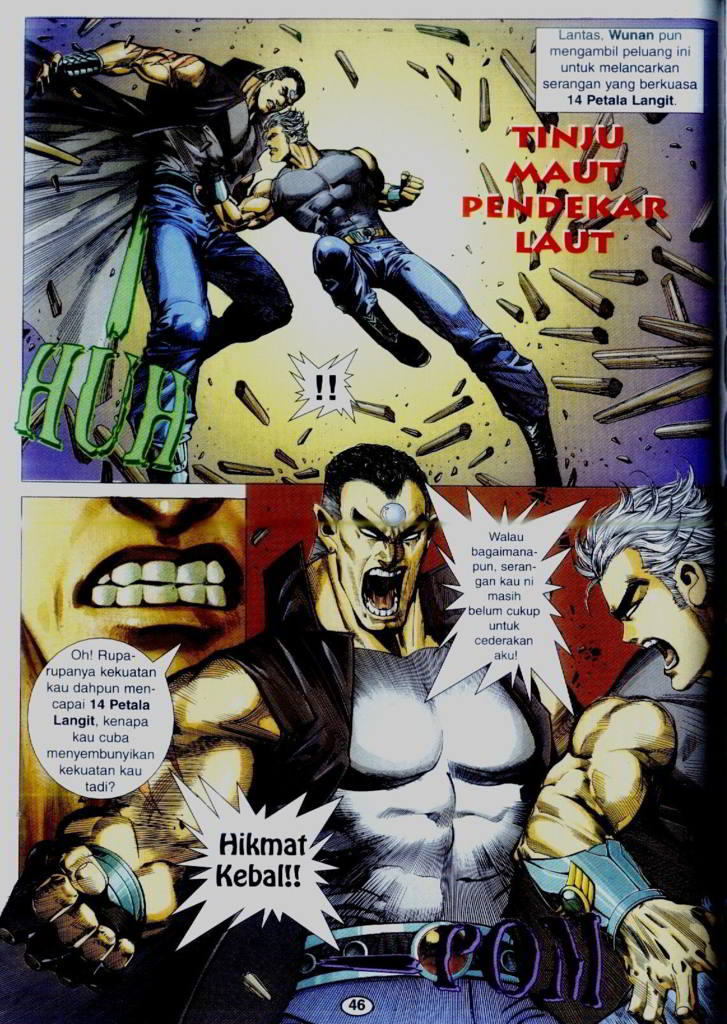 Lantas, Wunan pun
mengambil peluang ini
untuk melancarkan
serangan yang berkuasa
14 Petala Langit.
TINJU
MAUT
PENDEKAR
LAUT
HUH
!!
Oh! Rupa-
rupanya kekuatan
kau dahpun men-
capai 14 Petala
Langit, kenapa
kau cuba
menyembunyikan
kekuatan kau
tadi?
Walau
bagaimana-
pun, seran-
gan kau ni
masih
belum cukup
untuk
cederakan
aku!
Hikmat
Kebal!!
POM
46